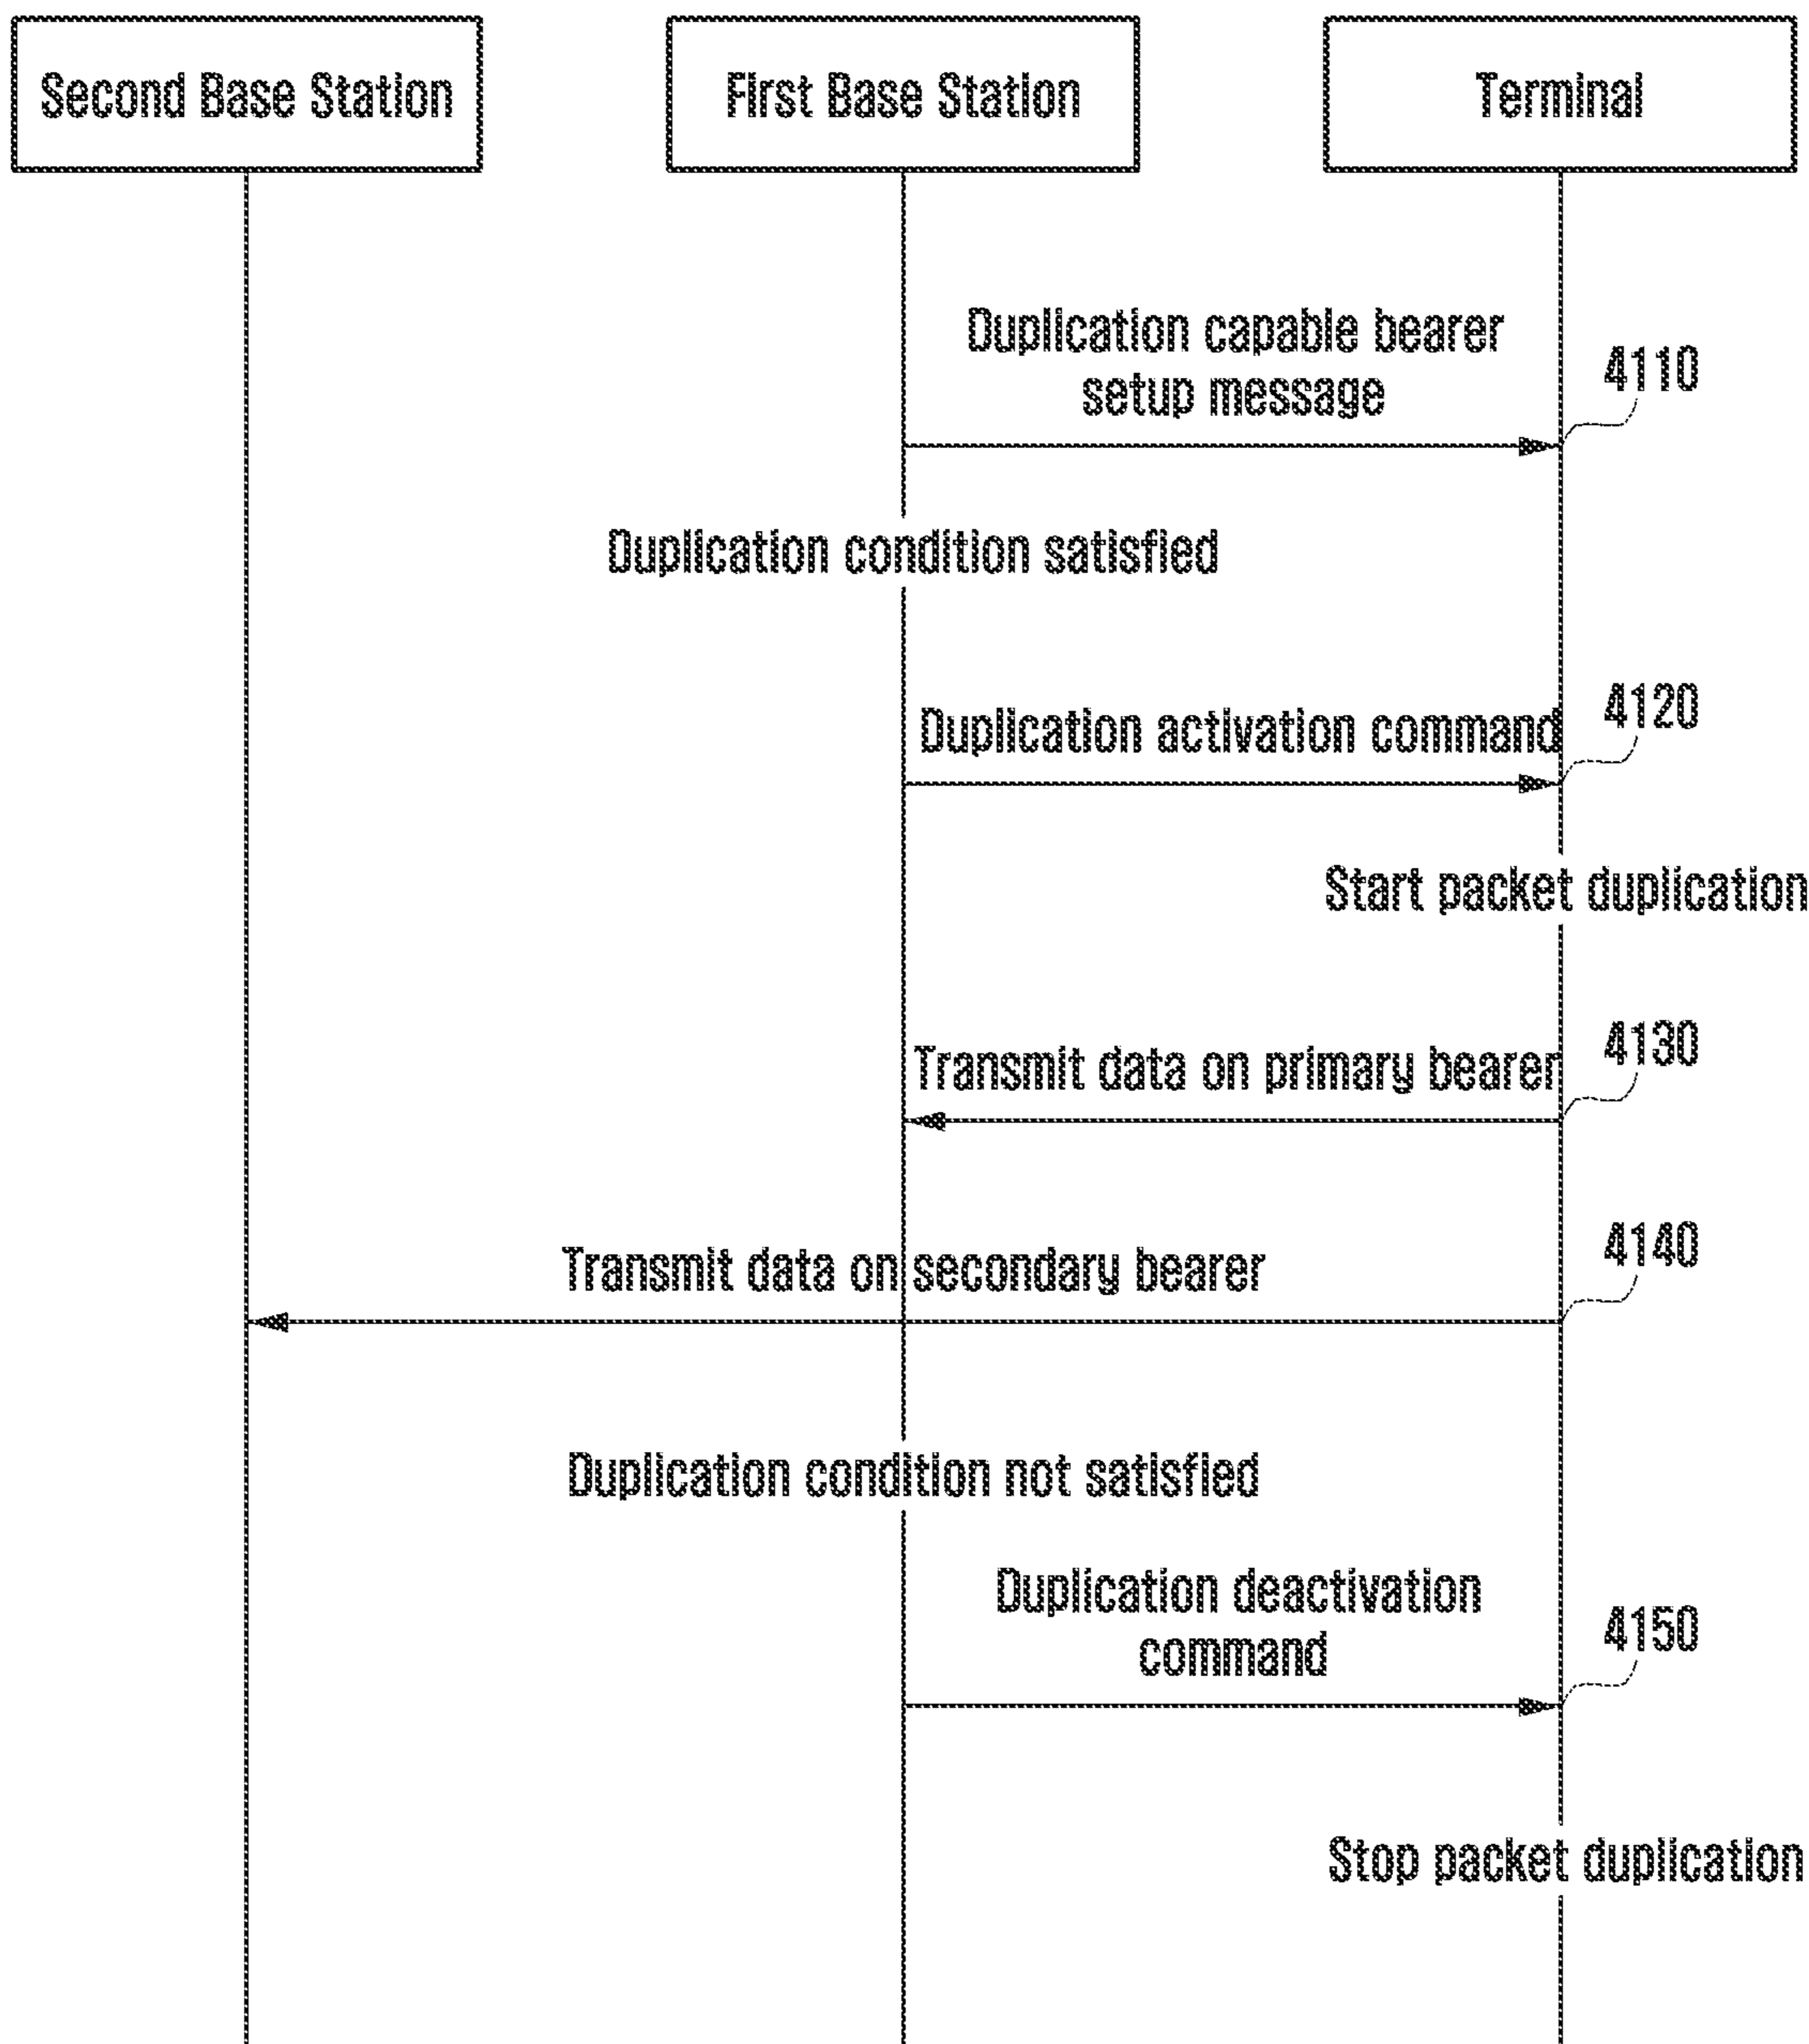 Second Base Station
First Base Station
Terminal
Duplication capable bearer
setup message
4110
Duplication condition satisfied
Duplication activation command
4120
Start packet duplication
Transmit data on primary bearer
4130
Transmit data on secondary bearer
4140
Duplication condition not satisfied
Duplication deactivation
command
4150
Stop packet duplication